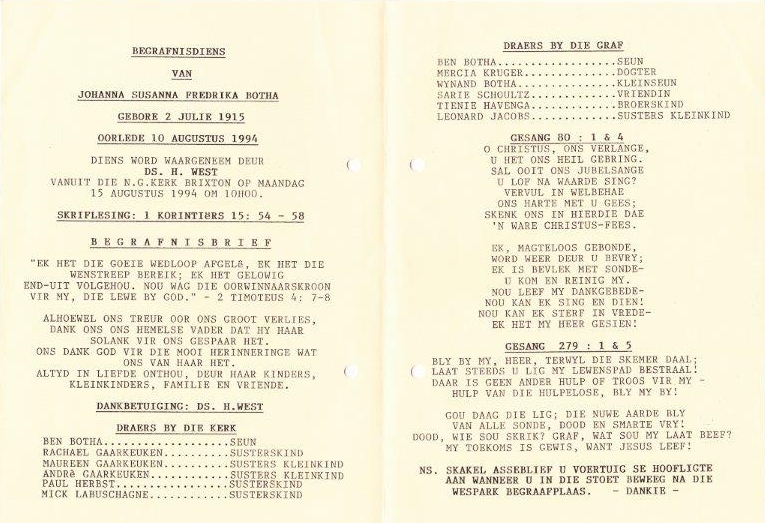 BEGRAFNISDIENS
VAN
JOHANNA SUSANNA FREDRIKA BOTHA
GEBORE 2 JULIE 1915
OORLEDE 10 AUGUSTUS 1994
DIENS WORD WAARGENEEM DEUR
DS. H. WEST
VANUIT DIE N.G.KERK BRIXTON OP MAANDAG
15 AUGUSTUS 1994 OM 10H00.
SKRIFLESING: 1 KORINTIëRS 15: 54 - 58
B E G R A F N I S B R I E F
"EK HET DIE GOEIE WEDLOOP AFGELê, EK HET DIE
WENSTREEP BEREIK; EK HET GELOWIG
END-UIT VOLGEHOU. NOU WAG DIE OORWINNAARSKROON
VIR MY, DIE LEWE BY GOD." - 2 TIMOTEUS 4: 7-8
ALHOEWEL ONS TREUR OOR ONS GROOT VERLIES,
DANK ONS ONS HEMELSE VADER DAT HY HAAR
SOLANK VIR ONS GESPAAR HET.
ONS DANK GOD VIR DIE MOOI HERINNERINGE WAT
ONS VAN HAAR HET.
ALTYD IN LIEFDE ONTHOU, DEUR HAAR KINDERS,
KLEINKINDERS, FAMILIE EN VRIENDE.
DANKBETUIGING: DS. H.WEST
DRAERS BY DIE KERK
BEN BOTHA...................SEUN
RACHAEL GAARKEUKEN..........SUSTERSKIND
MAUREEN GAARKEUKEN..........SUSTERS KLEINKIND
ANDRè GAARKEUKEN............SUSTERS KLEINKIND
PAUL HERBST.................SUSTERSKIND
MICK LABUSCHAGNE............SUSTERSKIND
DRAERS BY DIE GRAF
BEN BOTHA..................SEUN
MERCIA KRUGER..............DOGTER
WYNAND BOTHA...............KLEINSEUN
SARIE SCHOULTZ.............VRIENDIN
TIENIE HAVENGA.............BROERSKIND
LEONARD JACOBS.............SUSTERS KLEINKIND
GESANG 80 : 1 & 4
O CHRISTUS, ONS VERLANGE,
U HET ONS HEIL GEBRING.
SAL OOIT ONS JUBELSANGE
U LOF NA WAARDE SING?
VERVUL IN WELBEHAE
ONS HARTE MET U GEES;
SKENK ONS IN HIERDIE DAE
'N WARE CHRISTUS-FEES.
EK, MAGTELOOS GEBONDE,
WORD WEER DEUR U BEVRY;
EK IS BEVLEK MET SONDE-
U KOM EN REINIG MY.
NOU LEEF MY DANKGEBEDE-
NOU KAN EK SING EN DIEN!
NOU KAN EK STERF IN VREDE-
EK HET MY HEER GESIEN!
GESANG 279 : 1 & 5
BLY BY MY, HEER, TERWYL DIE SKEMER DAAL;
LAAT STEEDS U LIG MY LEWENSPAD BESTRAAL!
DAAR IS GEEN ANDER HULP OF TROOS VIR MY -
HULP VAN DIE HULPELOSE, BLY MY BY!
GOU DAAG DIE LIG; DIE NUWE AARDE BLY
VAN ALLE SONDE, DOOD EN SMARTE VRY!
DOOD, WIE SOU SKRIK? GRAF, WAT SOU MY LAAT BEEF?
MY TOEKOMS IS GEWIS, WANT JESUS LEEF!
NS. SKAKEL ASSEBLIEF U VOERTUIG SE HOOFLIGTE
AAN WANNEER U IN DIE STOET BEWEEG NA DIE
WESPARK BEGRAAFPLAAS. - DANKIE -